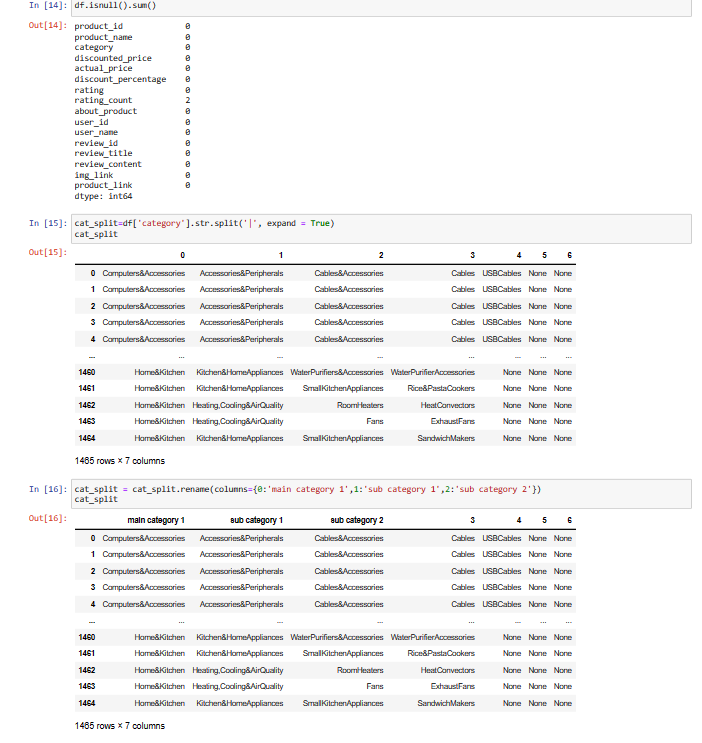 In [14]: df.isnull().sum()
Out[14]: product_id 0
product_name 0
category 0
discounted_price 0
actual_price 0
discount_percentage 0
rating 0
rating_count 2
about_product 0
user_id 0
user_name 0
review_id 0
review_title 0
review_content 0
img_link 0
product_link 0
dtype: int64
In [15]: cat_split=df['category'].str.split('|', expand = True)
cat_split
Out[15]:
0 1 2 3 4 5 6
0 Computers&Accessories Accessories&Peripherals Cables&Accessories Cables USBCables None None
1 Computers&Accessories Accessories&Peripherals Cables&Accessories Cables USBCables None None
2 Computers&Accessories Accessories&Peripherals Cables&Accessories Cables USBCables None None
3 Computers&Accessories Accessories&Peripherals Cables&Accessories Cables USBCables None None
4 Computers&Accessories Accessories&Peripherals Cables&Accessories Cables USBCables None None
... ... ... ... ... ... ... ...
1460 Home&Kitchen Kitchen&HomeAppliances WaterPurifiers&Accessories WaterPurifierAccessories None None None
1461 Home&Kitchen Kitchen&HomeAppliances SmallKitchenAppliances Rice&PastaCookers None None None
1462 Home&Kitchen Heating,Cooling&AirQuality RoomHeaters HeatConvectors None None None
1463 Home&Kitchen Heating,Cooling&AirQuality Fans ExhaustFans None None None
1464 Home&Kitchen Kitchen&HomeAppliances SmallKitchenAppliances SandwichMakers None None None
1465 rows × 7 columns
In [16]: cat_split = cat_split.rename(columns={0:'main category 1',1:'sub category 1',2:'sub category 2'})
cat_split
Out[16]:
main category 1 sub category 1 sub category 2 3 4 5 6
0 Computers&Accessories Accessories&Peripherals Cables&Accessories Cables USBCables None None
1 Computers&Accessories Accessories&Peripherals Cables&Accessories Cables USBCables None None
2 Computers&Accessories Accessories&Peripherals Cables&Accessories Cables USBCables None None
3 Computers&Accessories Accessories&Peripherals Cables&Accessories Cables USBCables None None
4 Computers&Accessories Accessories&Peripherals Cables&Accessories Cables USBCables None None
... ... ... ... ... ... ... ...
1460 Home&Kitchen Kitchen&HomeAppliances WaterPurifiers&Accessories WaterPurifierAccessories None None None
1461 Home&Kitchen Kitchen&HomeAppliances SmallKitchenAppliances Rice&PastaCookers None None None
1462 Home&Kitchen Heating,Cooling&AirQuality RoomHeaters HeatConvectors None None None
1463 Home&Kitchen Heating,Cooling&AirQuality Fans ExhaustFans None None None
1464 Home&Kitchen Kitchen&HomeAppliances SmallKitchenAppliances SandwichMakers None None None
1465 rows × 7 columns